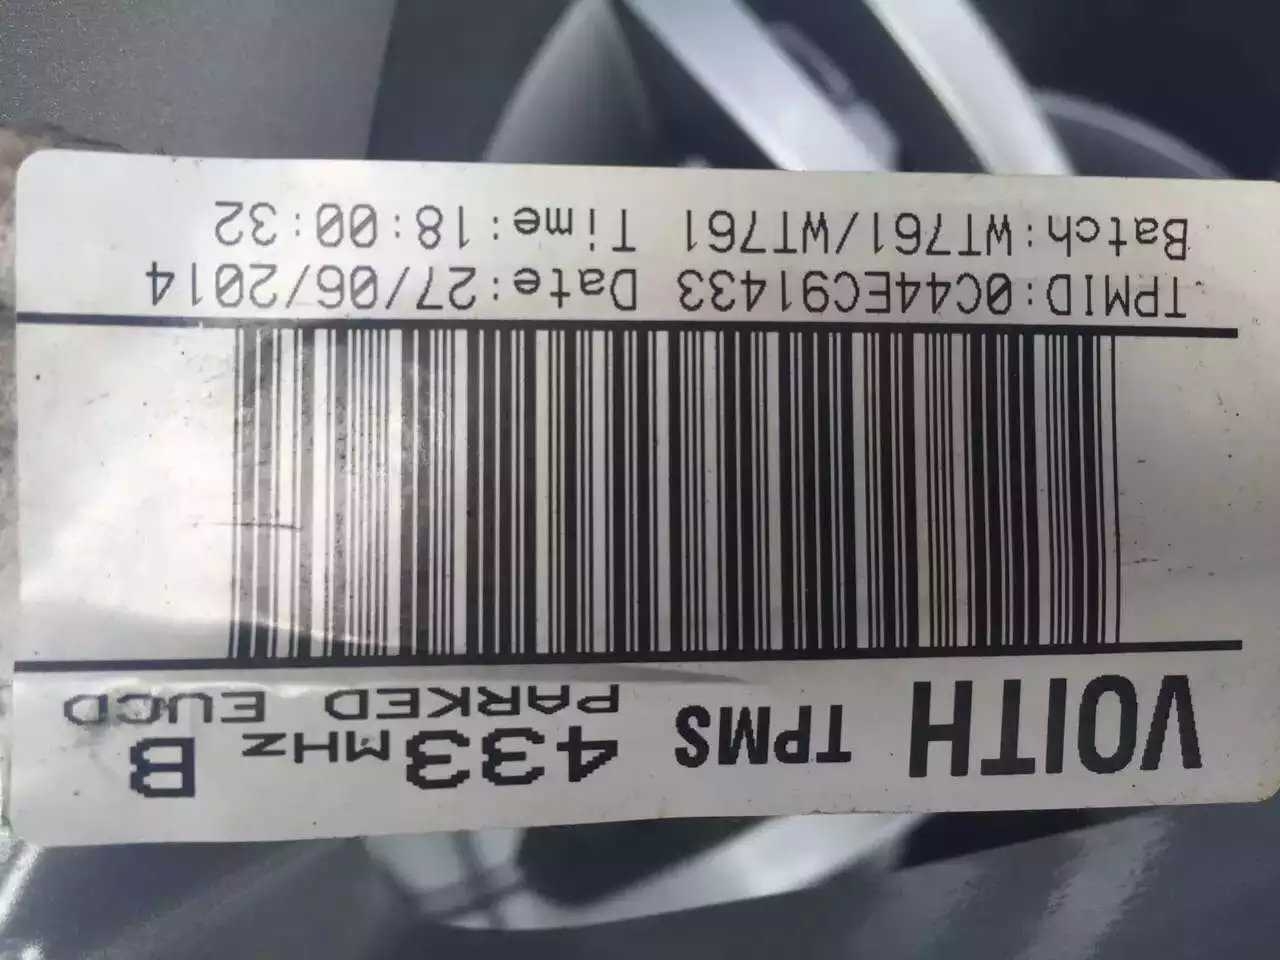 VOITH TPMS 433MHz B
PARKED EUCD
TPMID:0C44EC91433 Date:27/06/2014
Batch:WT761/WT761 Time:18:00:32